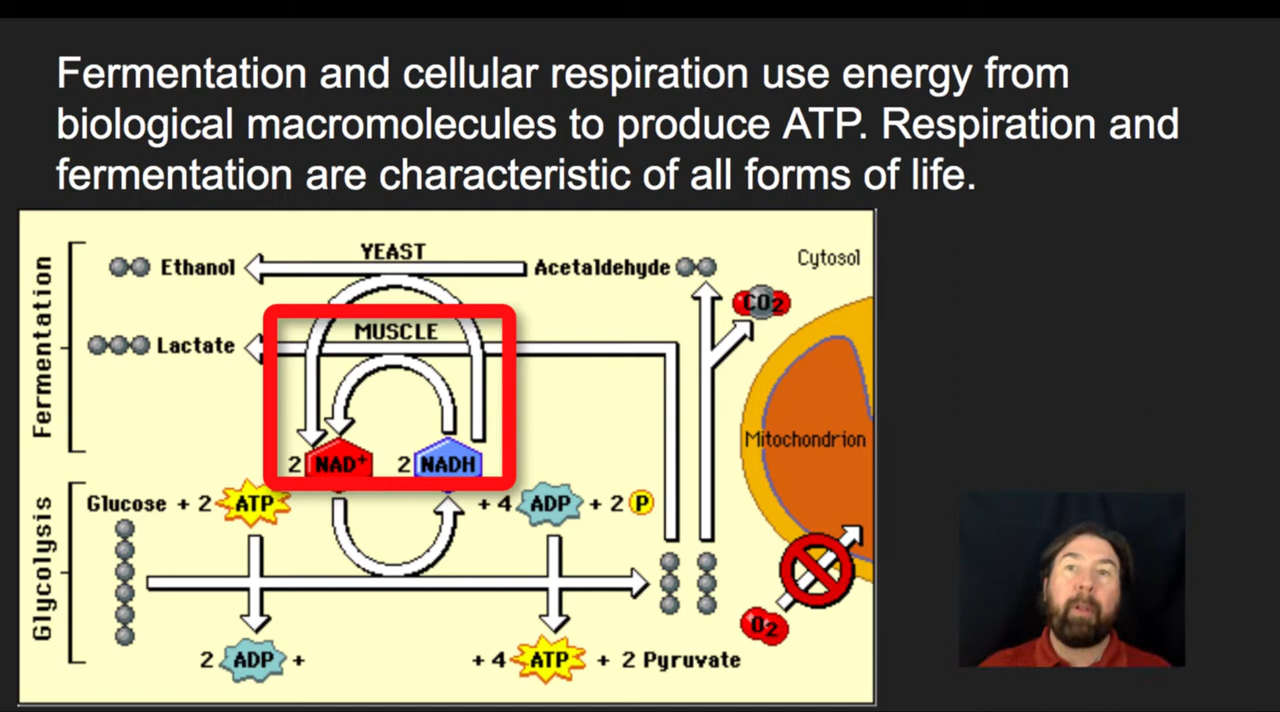 Fermentation and cellular respiration use energy from
biological macromolecules to produce ATP. Respiration and
fermentation are characteristic of all forms of life.
Fermentation
YEAST
Ethanol
Acetaldehyde
Cytosol
CO2
MUSCLE
Lactate
Mitochondrion
2 NAD+ 2 NADH
Glycolysis
Glucose + 2 ATP
+ 4 ADP + 2 P
O2
2 ADP +
+ 4 ATP + 2 Pyruvate